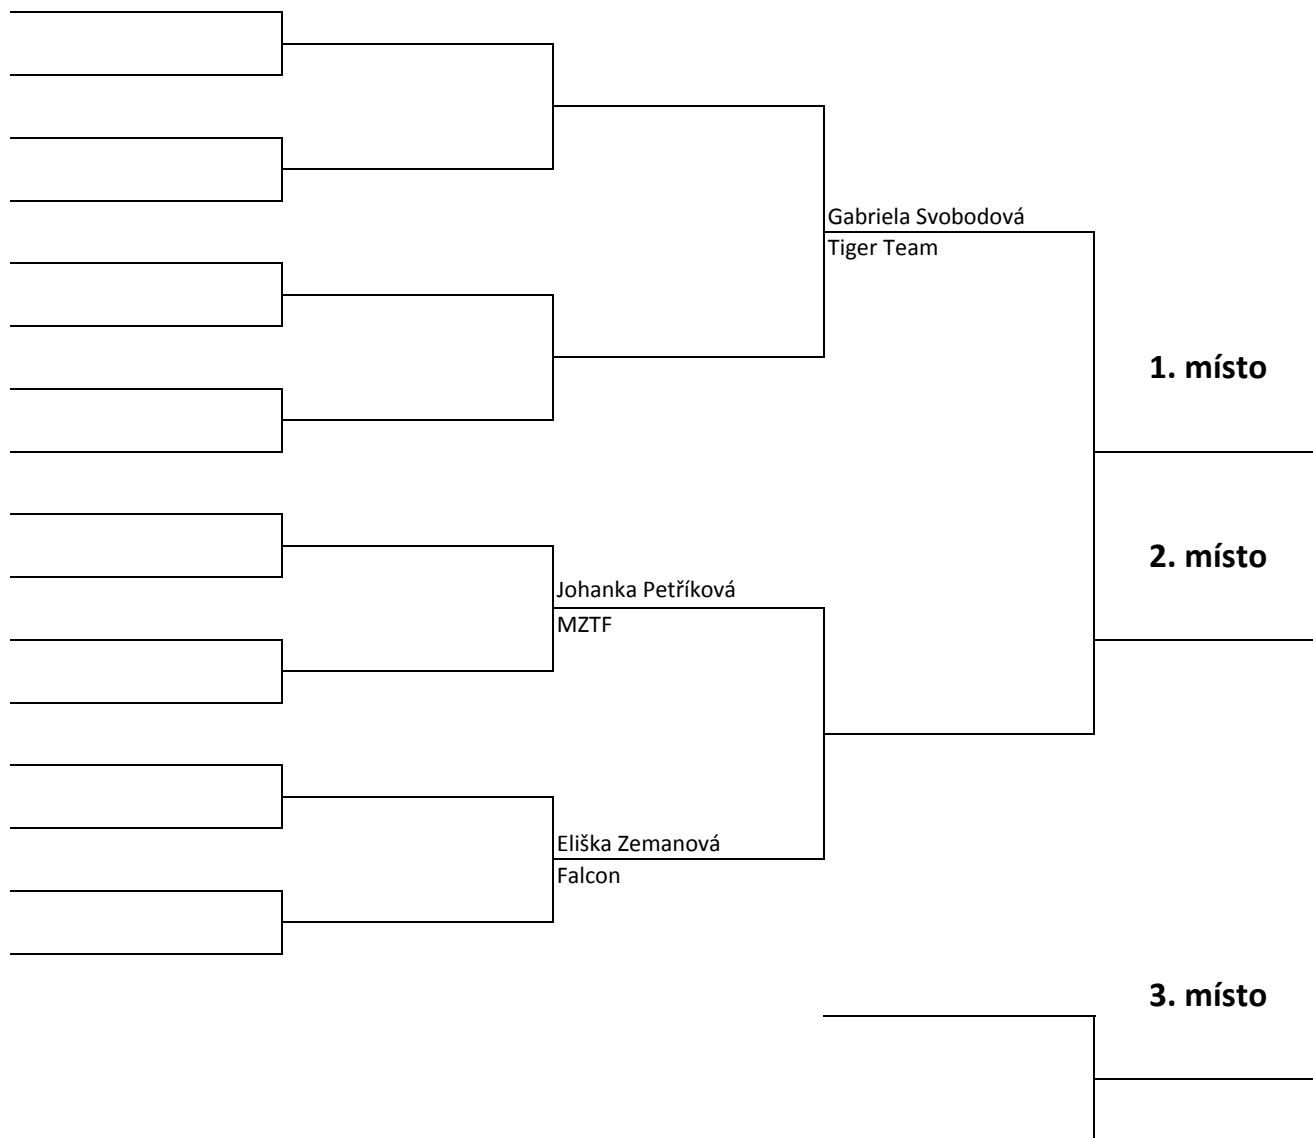 Gabriela Svobodová
Tiger Team
1. místo
2. místo
Johanka Petříková
MZTF
Eliška Zemanová
Falcon
3. místo